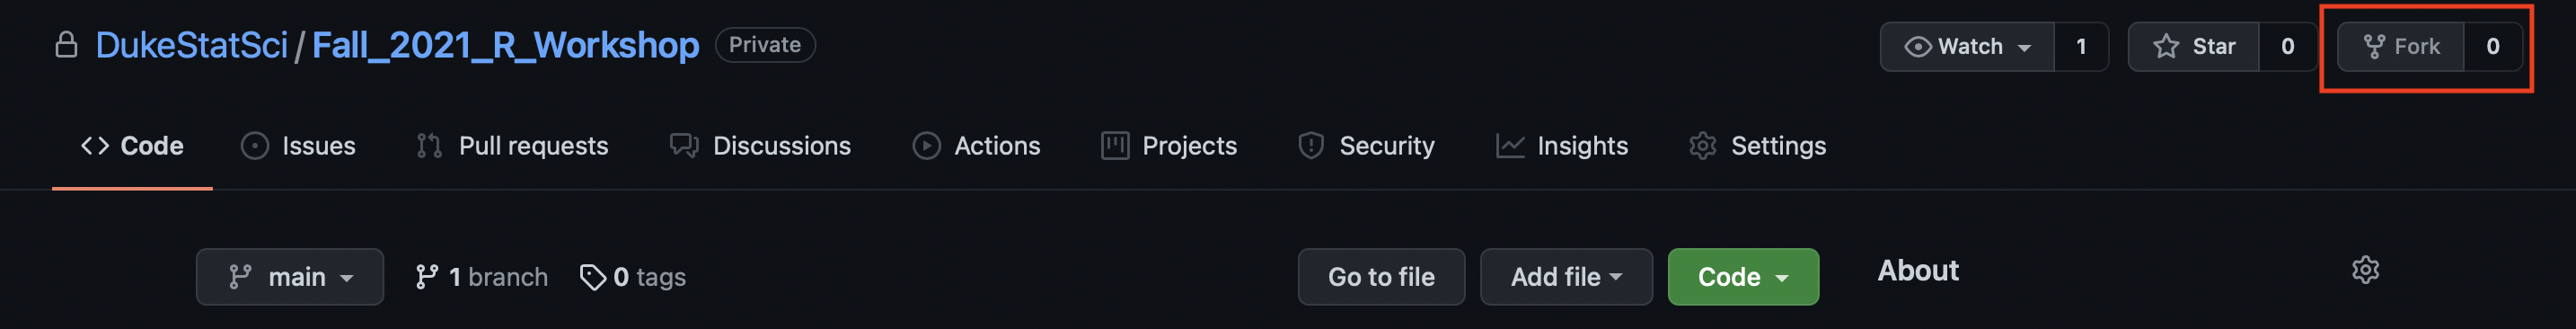 DukeStatSci / Fall_2021_R_Workshop Private Watch 1 Star 0 Fork 0
Code Issues Pull requests Discussions Actions Projects Security Insights Settings
main 1 branch 0 tags Go to file Add file Code About